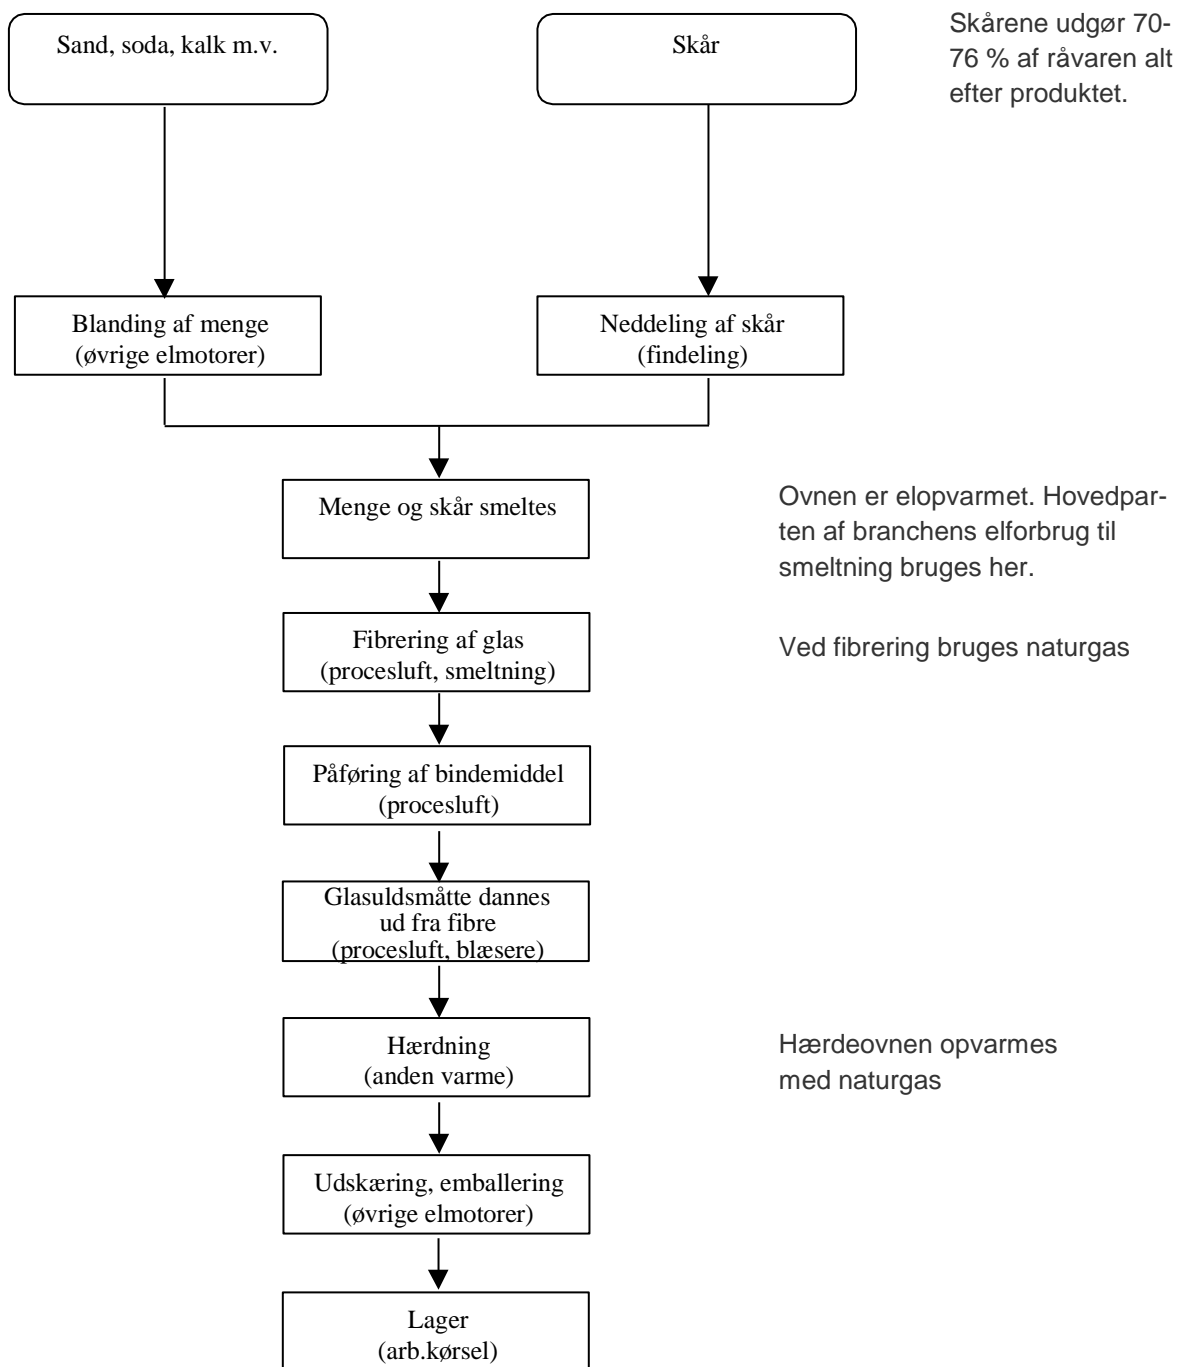 Sand, soda, kalk m.v.
Skår
Skårene udgør 70-
76 % af råvaren alt
efter produktet.
Blanding af menge
(øvrige elmotorer)
Neddeling af skår
(findeling)
Menge og skår smeltes
Ovnen er elopvarmet. Hovedpar-
ten af branchens elforbrug til
smeltning bruges her.
Fibrering af glas
(procesluft, smeltning)
Ved fibrering bruges naturgas
Påføring af bindemiddel
(procesluft)
Glasuldsmåtte dannes
ud fra fibre
(procesluft, blæsere)
Hærdning
(anden varme)
Hærdeovnen opvarmes
med naturgas
Udskæring, emballering
(øvrige elmotorer)
Lager
(arb.kørsel)